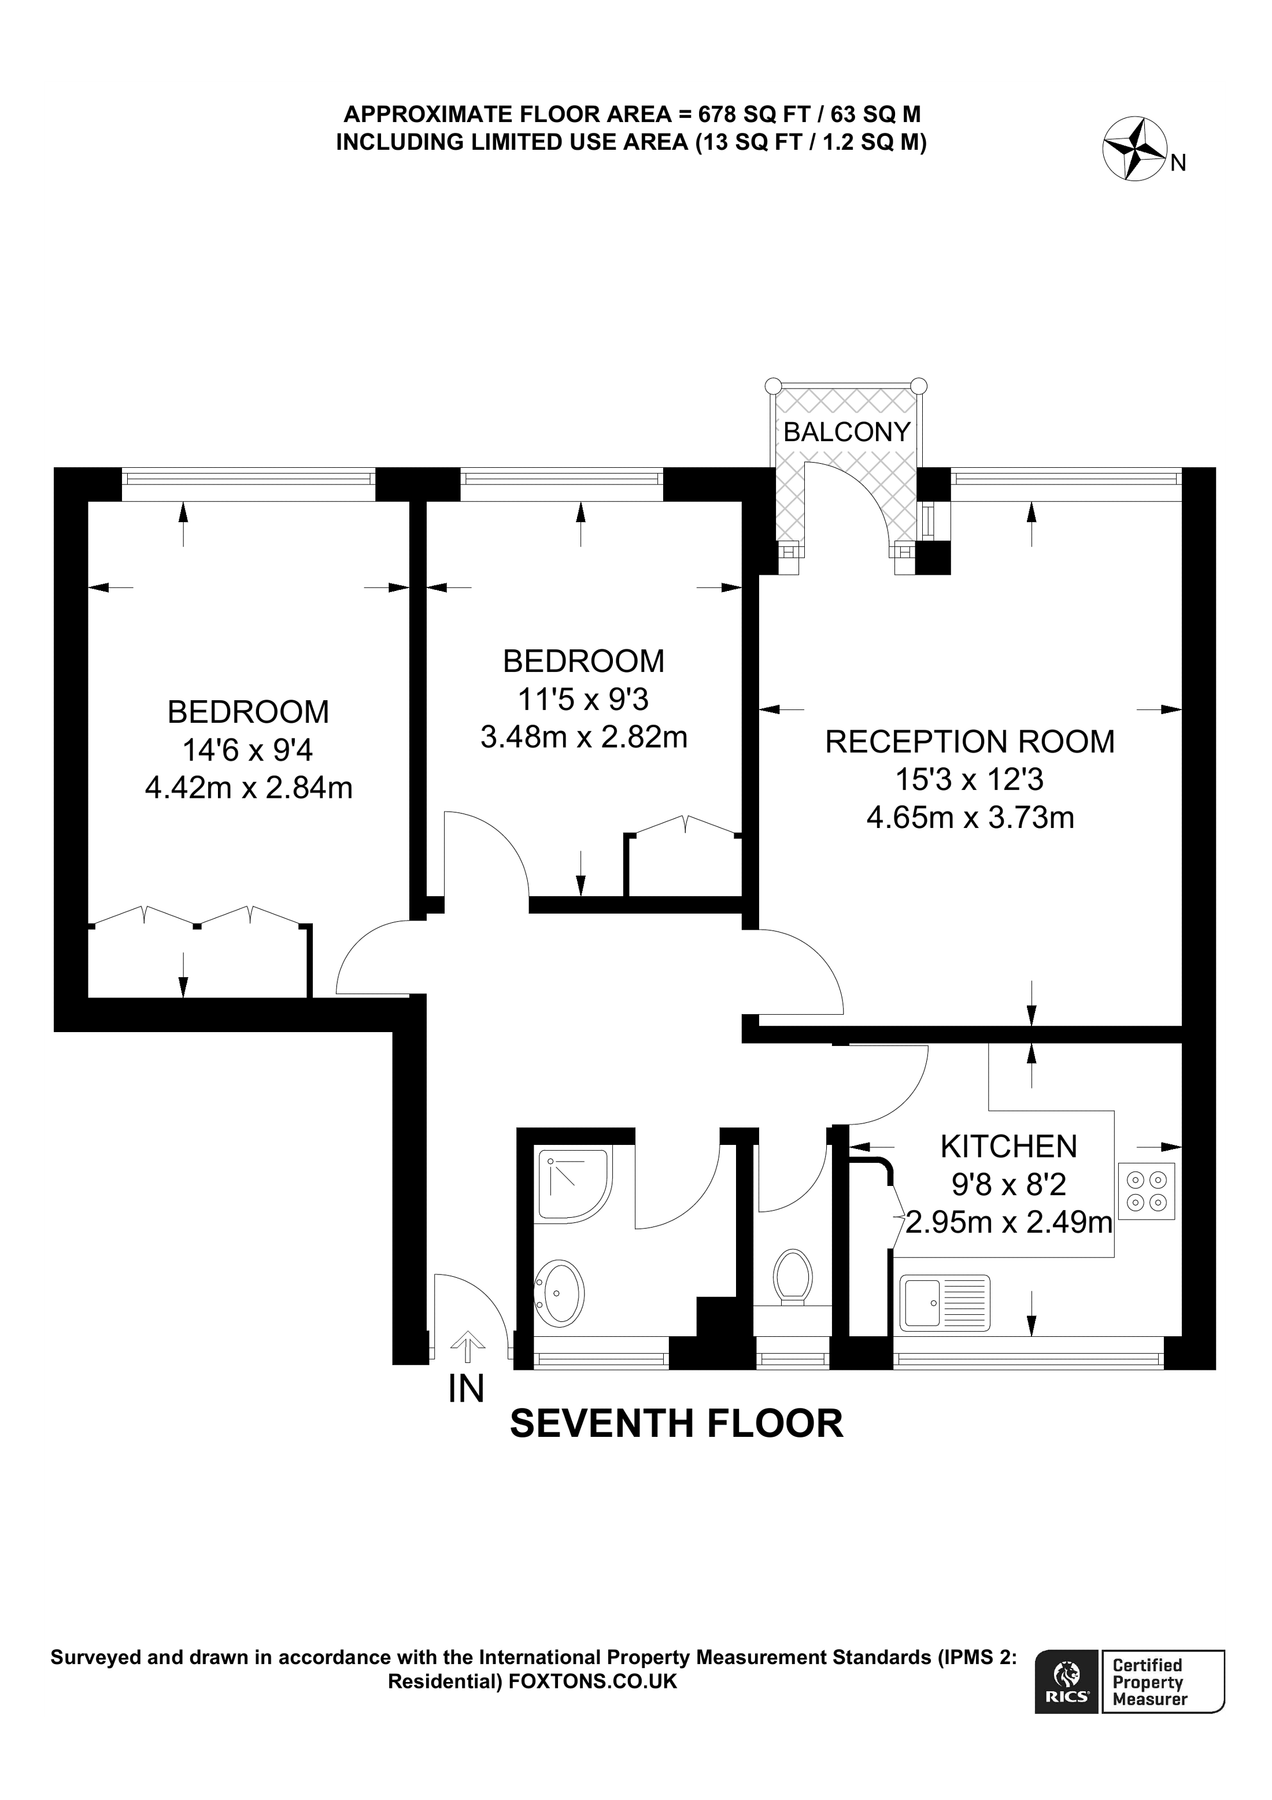 APPROXIMATE FLOOR AREA = 678 SQ FT / 63 SQ M
INCLUDING LIMITED USE AREA (13 SQ FT / 1.2 SQ M)
N
BALCONY
BEDROOM
11'5 x 9'3
3.48m x 2.82m
BEDROOM
14'6 x 9'4
4.42m x 2.84m
RECEPTION ROOM
15'3 x 12'3
4.65m x 3.73m
KITCHEN
9'8 x 8'2
2.95m x 2.49m
IN
SEVENTH FLOOR
Surveyed and drawn in accordance with the International Property Measurement Standards (IPMS 2:
Residential) FOXTONS.CO.UK
RICS
Certified
Property
Measurer